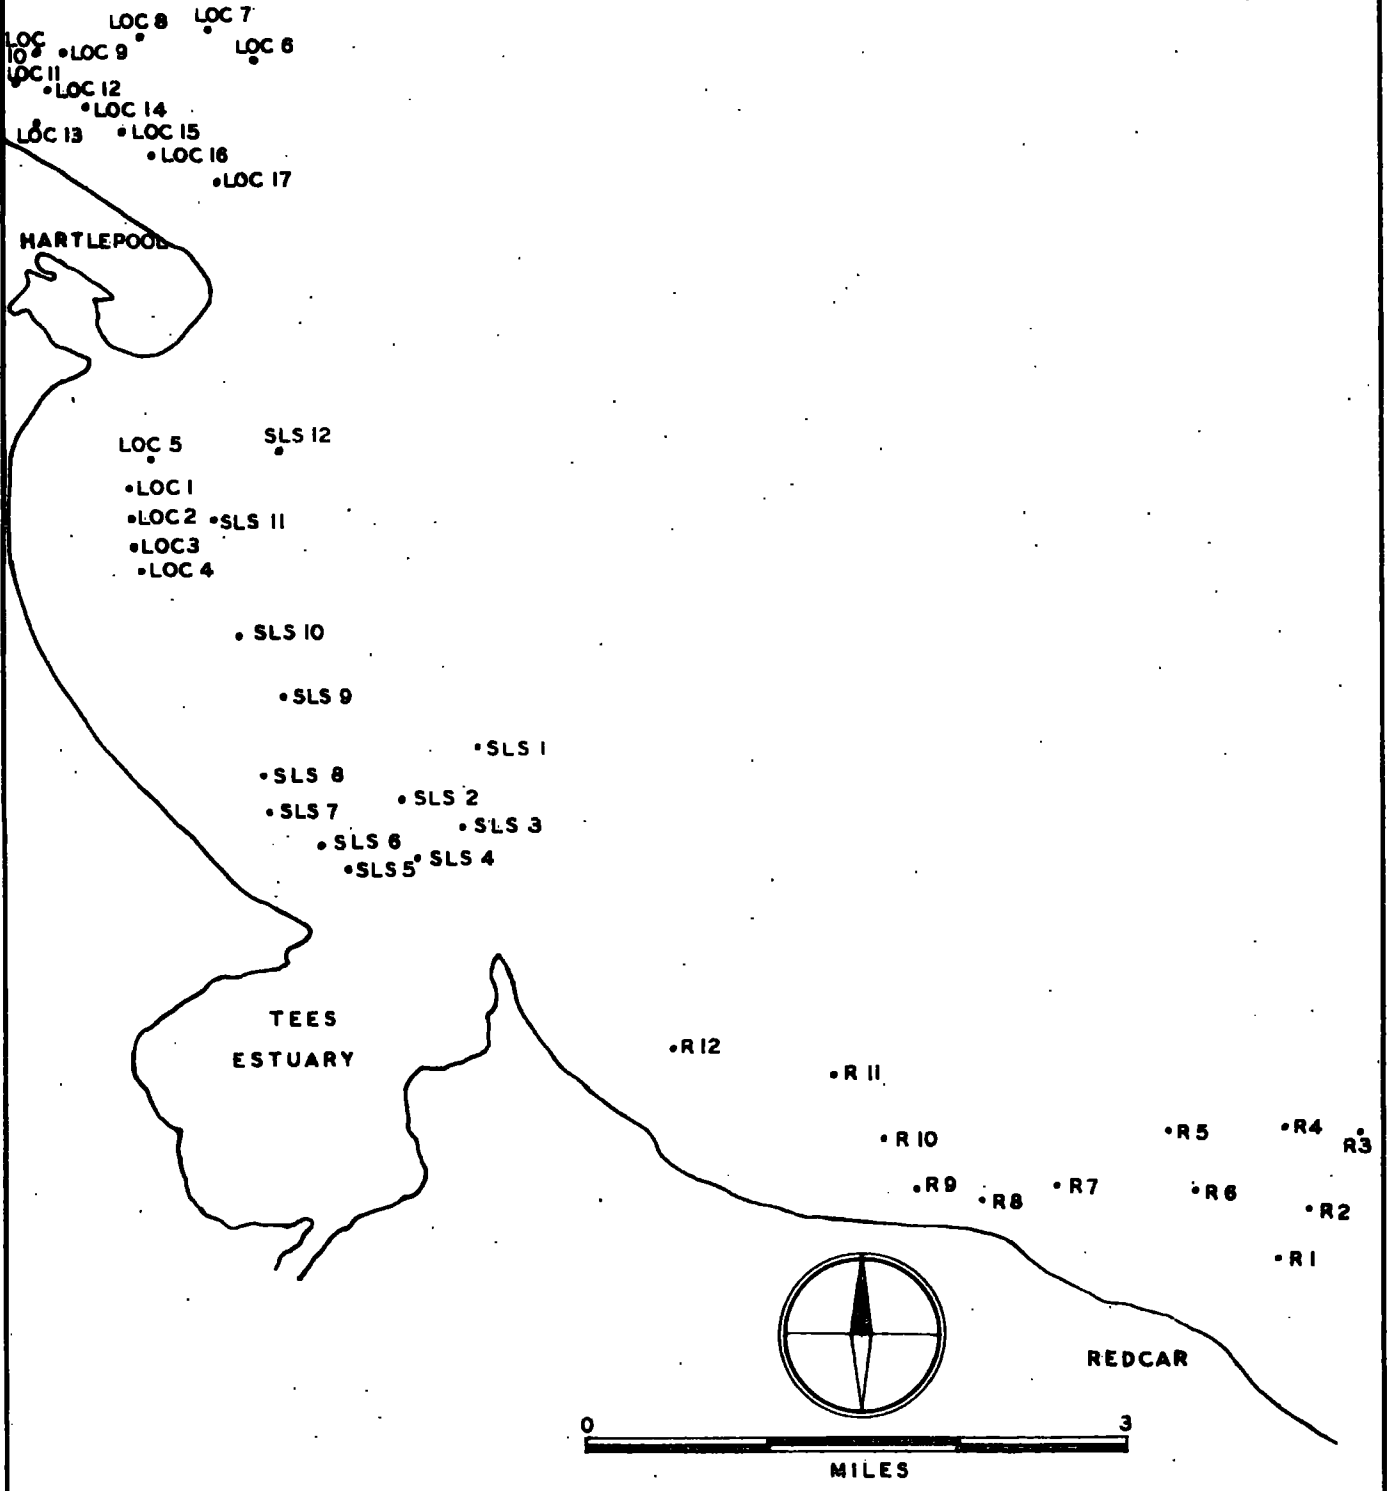 LOC 7
LOC 8
LOC
10
LOC 9
LOC 6
LOC 11
LOC 12
LOC 14
LOC 13
LOC 15
LOC 16
LOC 17
HARTLEPOOL
LOC 5
SLS 12
LOC 1
LOC 2
SLS 11
LOC 3
LOC 4
SLS 10
SLS 9
SLS 1
SLS 8
SLS 2
SLS 7
SLS 3
SLS 6
SLS 4
SLS 5
TEES
ESTUARY
R 12
R 11
R 10
R 5
R 4
R 3
R 9
R 8
R 7
R 6
R 2
R 1
REDCAR
0 3
MILES